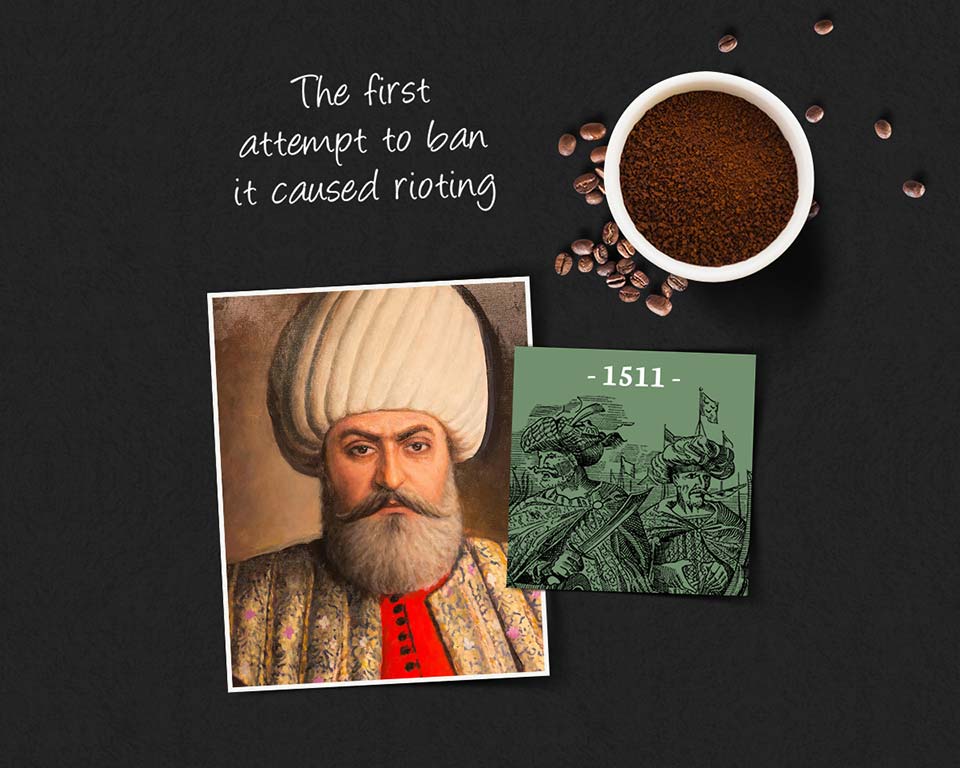 The first
attempt to ban
it caused rioting
- 1511 -